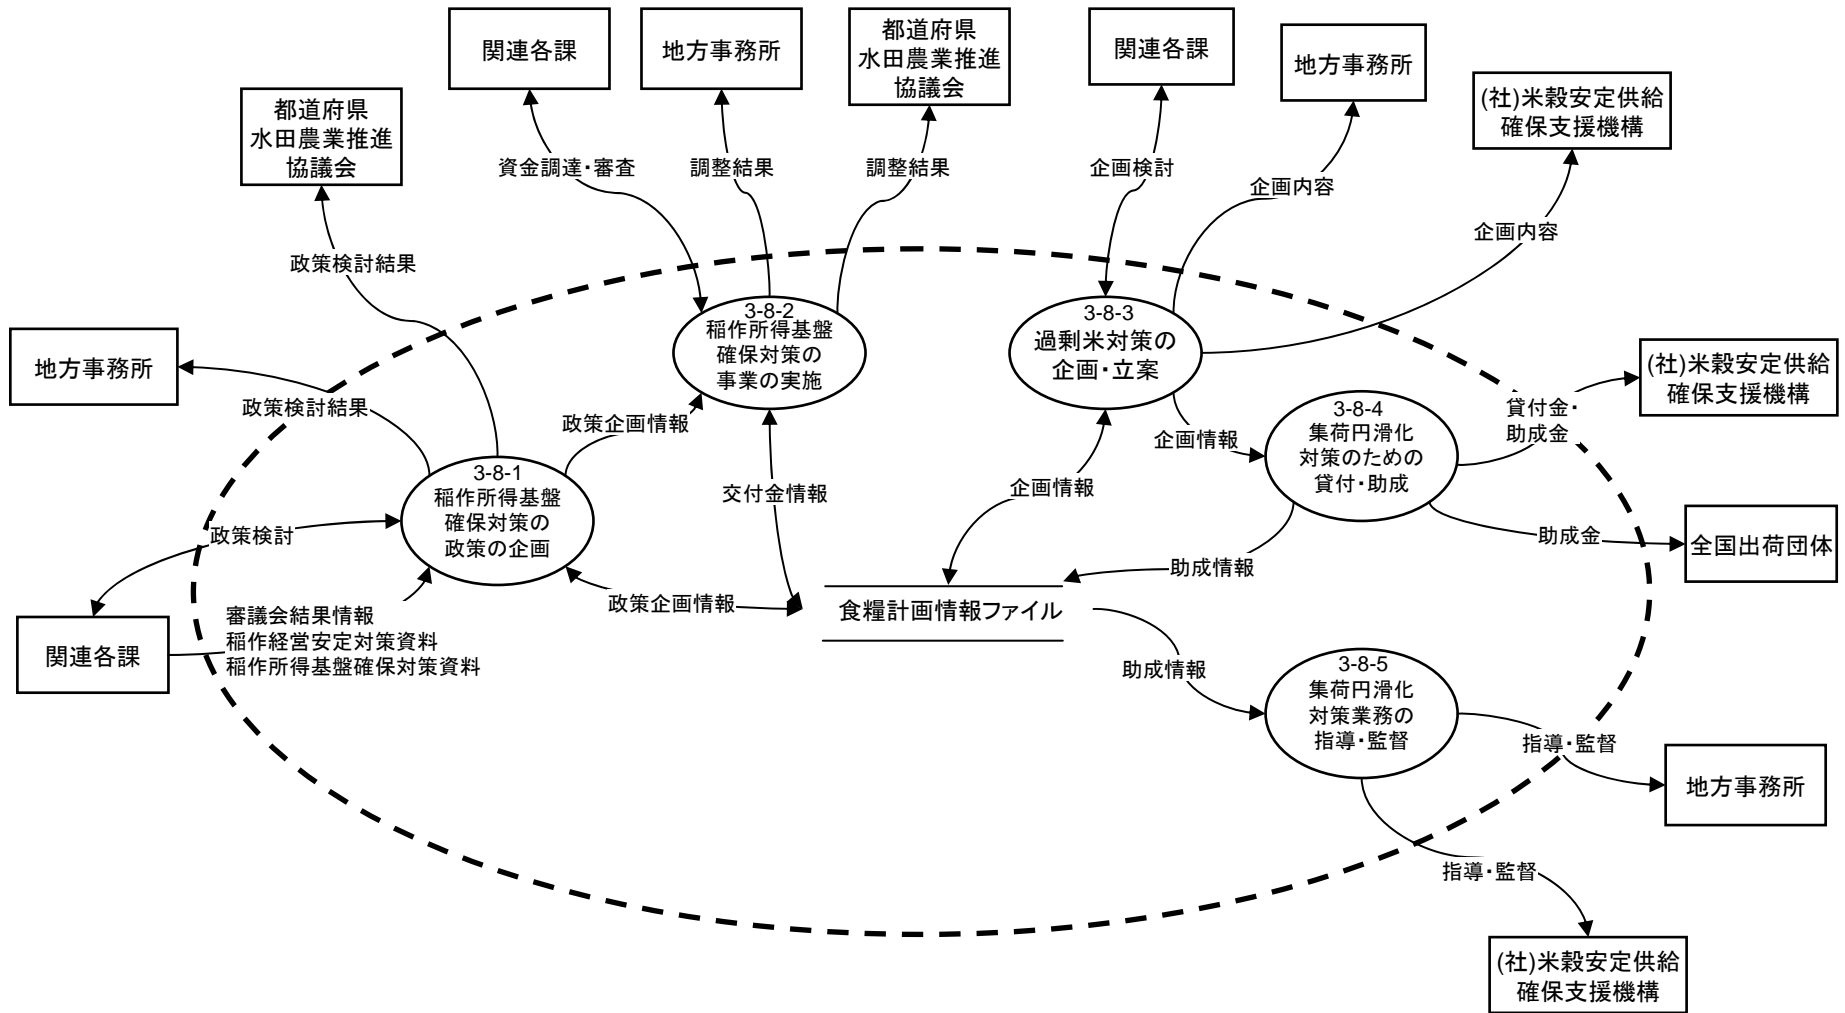 関連各課
地方事務所
都道府県
水田農業推進
協議会
関連各課
地方事務所
(社)米穀安定供給
確保支援機構
都道府県
水田農業推進
協議会
資金調達・審査
調整結果
調整結果
企画検討
企画内容
企画内容
政策検討結果
地方事務所
政策検討結果
3-8-2
稲作所得基盤
確保対策の
事業の実施
3-8-3
過剰米対策の
企画・立案
(社)米穀安定供給
確保支援機構
貸付金・
助成金
政策企画情報
企画情報
3-8-4
集荷円滑化
対策のための
貸付・助成
3-8-1
稲作所得基盤
確保対策の
政策の企画
交付金情報
企画情報
政策検討
助成金
全国出荷団体
助成情報
政策企画情報
食糧計画情報ファイル
審議会結果情報
稲作経営安定対策資料
稲作所得基盤確保対策資料
関連各課
助成情報
3-8-5
集荷円滑化
対策業務の
指導・監督
指導・監督
地方事務所
指導・監督
(社)米穀安定供給
確保支援機構